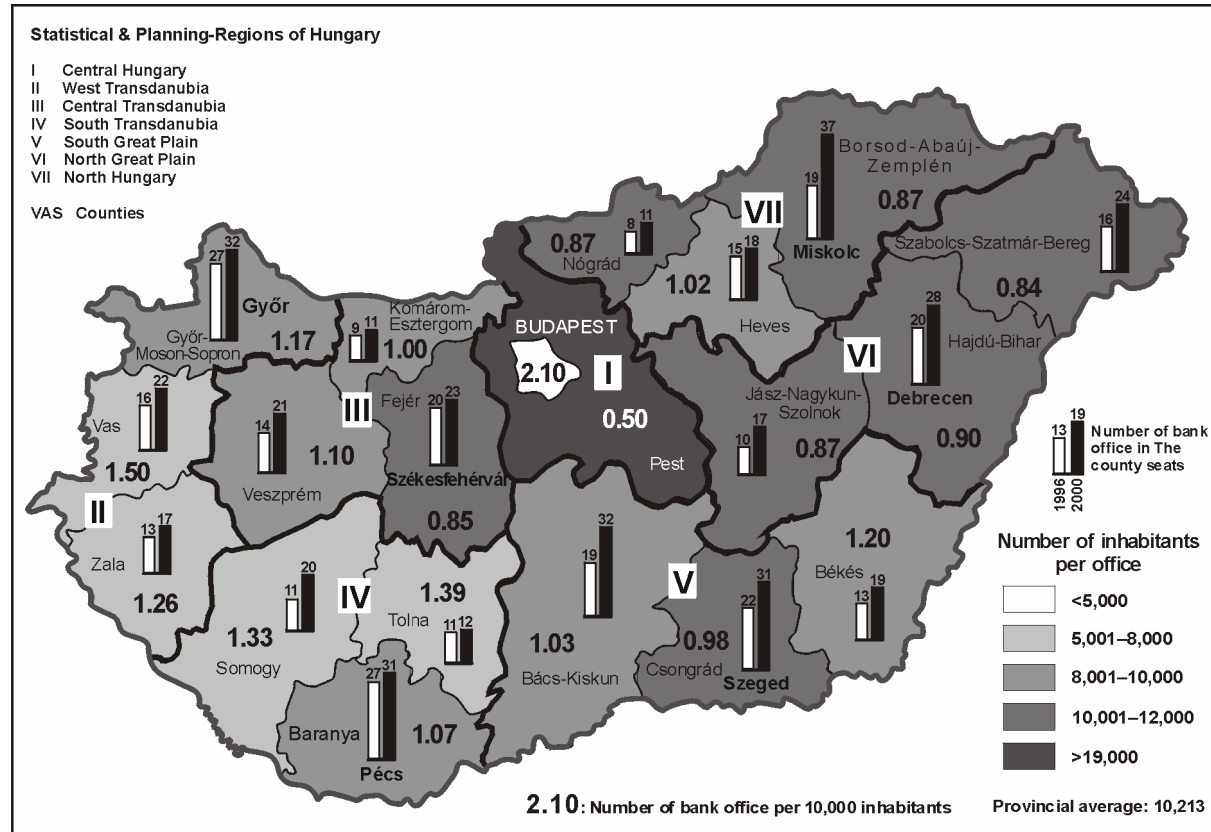 Statistical & Planning-Regions of Hungary
I Central Hungary
II West Transdanubia
III Central Transdanubia
IV South Transdanubia
V South Great Plain
VI North Great Plain
VII North Hungary
VAS Counties
37
19
Borsod-Abaúj-
Zemplén
0.87
Miskolc
VII
8 11
0.87
Nógrád
15 18
1.02
Heves
16 24
Szabolcs-Szatmár-Bereg
0.84
27 32
Győr
Győr-
Moson-Sopron
1.17
Komárom-
Esztergom
9 11
1.00
BUDAPEST
2.10
I
0.50
Pest
VI
20 28
Hajdú-Bihar
Debrecen
0.90
Jász-Nagykun-
Szolnok
10 17
0.87
16 22
Vas
1.50
II
14 21
1.10
Veszprém
III
Fejér
20 23
Székesfehérvár
0.85
13 17
Zala
1.26
11 20
1.33
Somogy
IV
1.39
Tolna
11 12
27 31
Baranya
1.07
Pécs
19 32
1.03
Bács-Kiskun
V
22 31
0.98
Csongrád
Szeged
1.20
Békés
13 19
13 19
Number of bank
office in The
county seats
1996
2000
Number of inhabitants
per office
<5,000
5,001–8,000
8,001–10,000
10,001–12,000
>19,000
2.10: Number of bank office per 10,000 inhabitants
Provincial average: 10,213